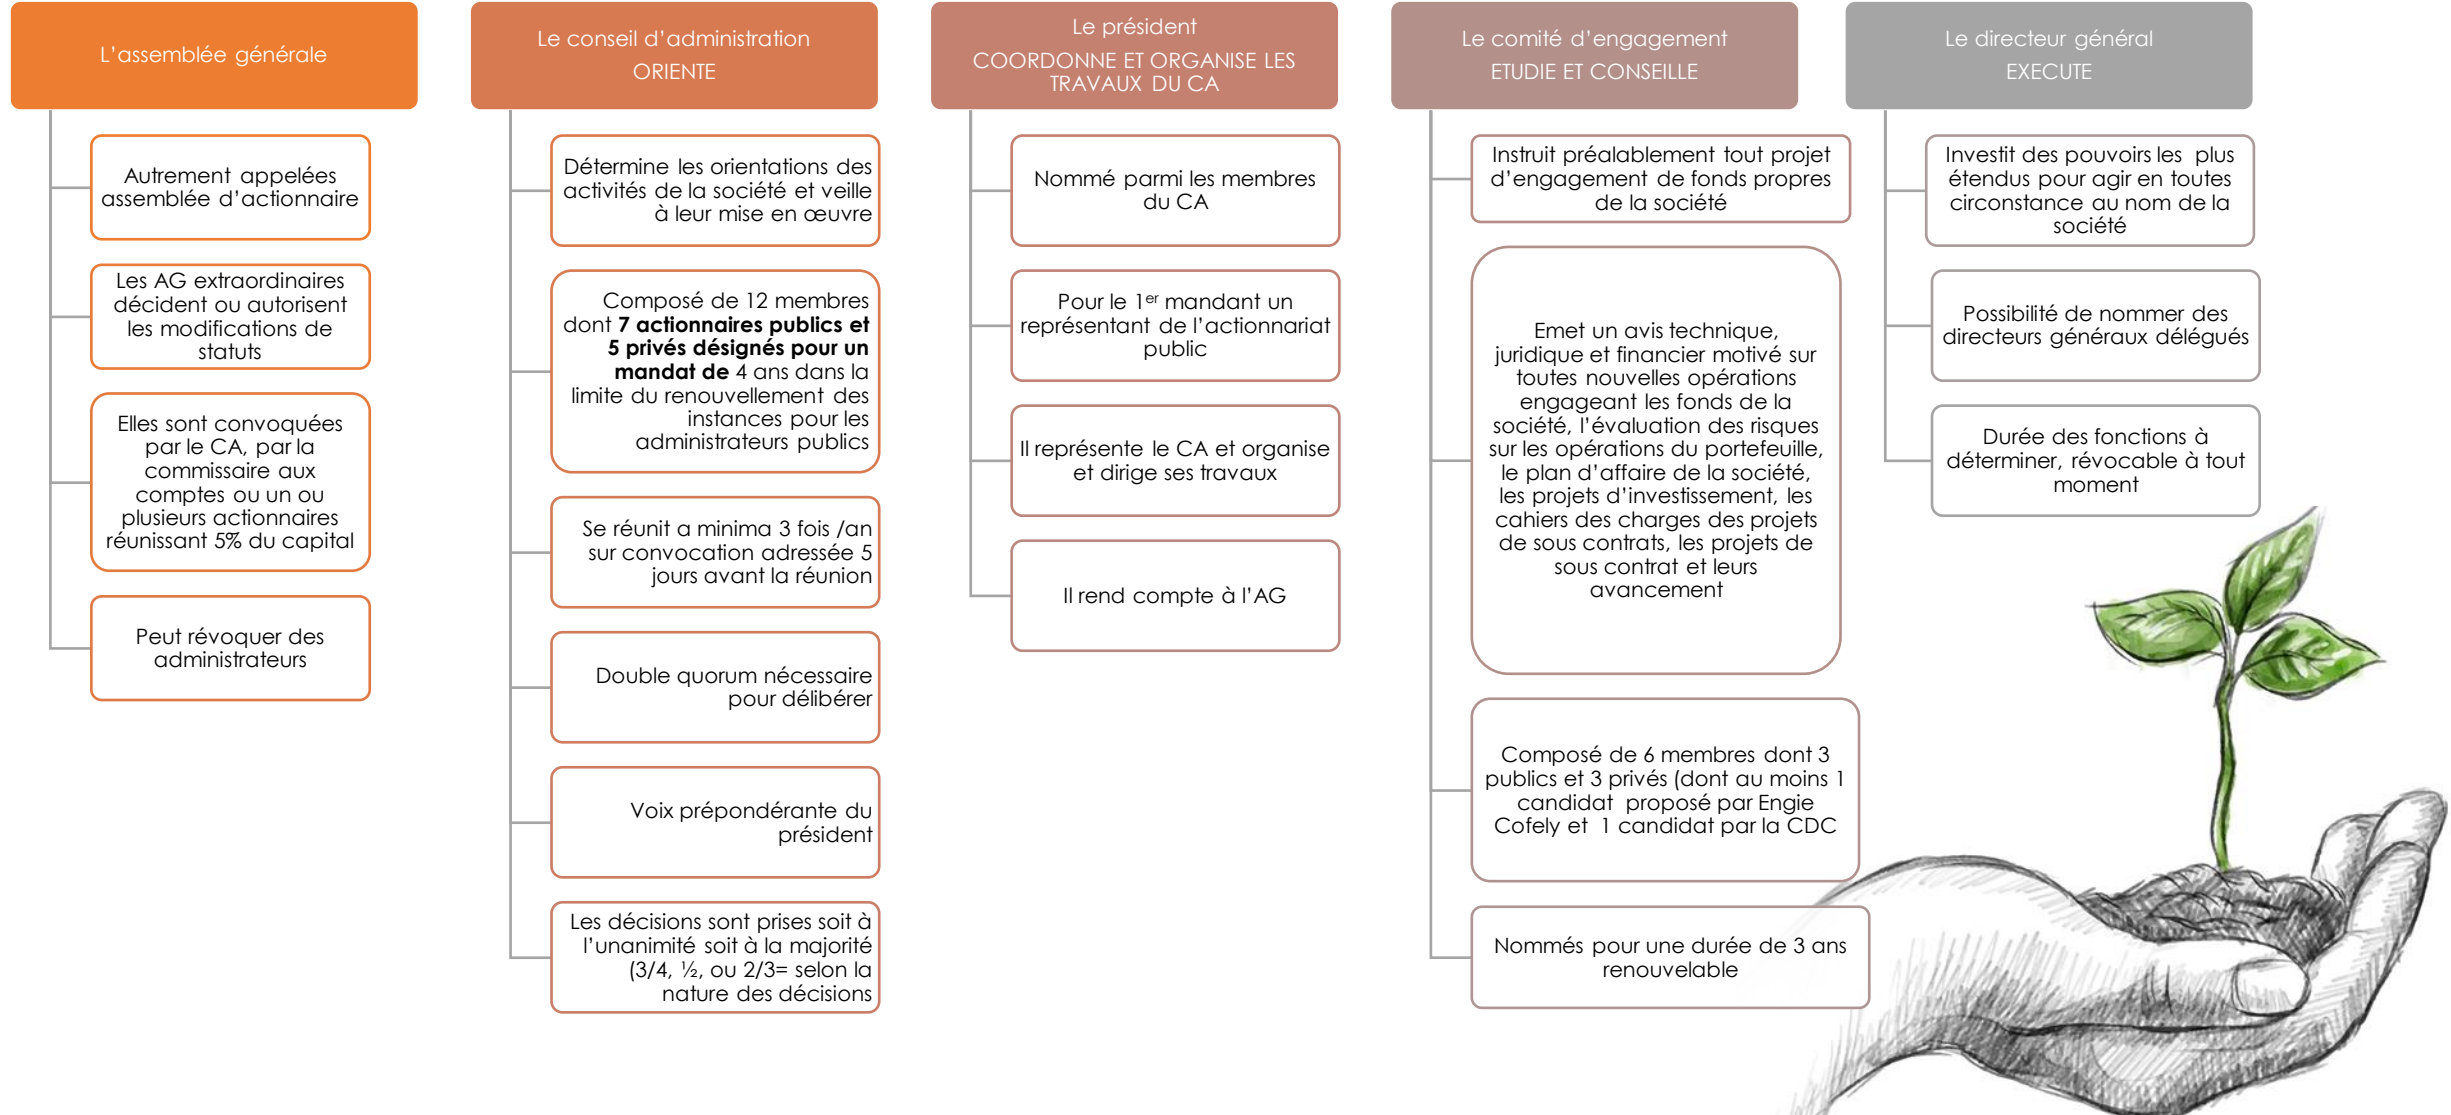 L'assemblée générale
Autrement appelées
assemblée d'actionnaire
Les AG extraordinaires
décident ou autorisent
les modifications de
statuts
Elles sont convoquées
par le CA, par la
commissaire aux
comptes ou un ou
plusieurs actionnaires
réunissant 5% du capital
Peut révoquer des
administrateurs
Le conseil d'administration
ORIENTE
Détermine les orientations des
activités de la société et veille
à leur mise en œuvre
Composé de 12 membres
dont 7 actionnaires publics et
5 privés désignés pour un
mandat de 4 ans dans la
limite du renouvellement des
instances pour les
administrateurs publics
Se réunit a minima 3 fois /an
sur convocation adressée 5
jours avant la réunion
Double quorum nécessaire
pour délibérer
Voix prépondérante du
président
Les décisions sont prises soit à
l'unanimité soit à la majorité
(3/4, ½, ou 2/3= selon la
nature des décisions
Le président
COORDONNE ET ORGANISE LES
TRAVAUX DU CA
Nommé parmi les membres
du CA
Pour le 1er mandant un
représentant de l'actionnariat
public
Il représente le CA et organise
et dirige ses travaux
Il rend compte à l'AG
Le comité d'engagement
ETUDIE ET CONSEILLE
Instruit préalablement tout projet
d'engagement de fonds propres
de la société
Emet un avis technique,
juridique et financier motivé sur
toutes nouvelles opérations
engageant les fonds de la
société, l'évaluation des risques
sur les opérations du portefeuille,
le plan d'affaire de la société,
les projets d'investissement, les
cahiers des charges des projets
de sous contrats, les projets de
sous contrat et leurs
avancement
Composé de 6 membres dont 3
publics et 3 privés (dont au moins 1
candidat proposé par Engie
Cofely et 1 candidat par la CDC
Nommés pour une durée de 3 ans
renouvelable
Le directeur général
EXECUTE
Investit des pouvoirs les plus
étendus pour agir en toutes
circonstance au nom de la
société
Possibilité de nommer des
directeurs généraux délégués
Durée des fonctions à
déterminer, révocable à tout
moment